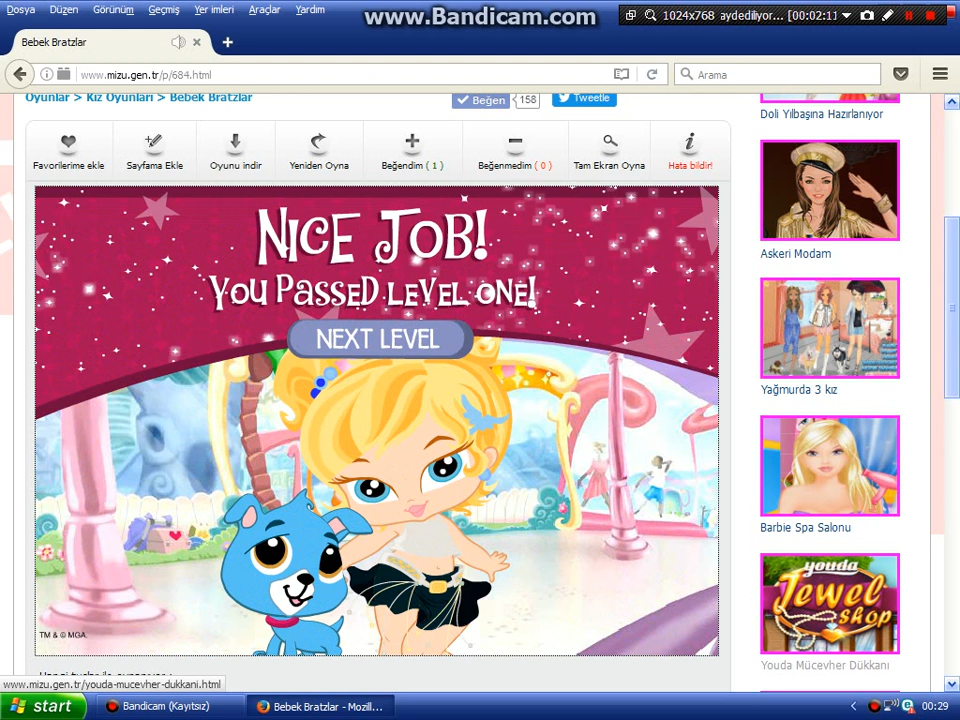 Dosya Düzen Görünüm Geçmiş Yer imleri Araçlar Yardım
www.Bandicam.com
1024x768 aydediliyor... [00:02:11
Bebek Bratzlar
www.mizu.gen.tr/p/684.html
Arama
Oyunlar > Kız Oyunları > Bebek Bratzlar
Beğen 158
Tweetle
Favorilerime ekle
Sayfama Ekle
Oyunu indir
Yeniden Oyna
Beğendim ( 1 )
Beğenmedim ( 0 )
Tam Ekran Oyna
Hata bildir!
NICE JOB!
YOU PASSED LEVEL ONE!
NEXT LEVEL
TM & © MGA.
Doli Yılbaşına Hazırlanıyor
Askeri Modam
Yağmurda 3 kız
Barbie Spa Salonu
youda
Jewel
shop
Youda Mücevher Dükkanı
www.mizu.gen.tr/youda-mucevher-dukkani.html
start
Bandicam (Kayıtsız)
Bebek Bratzlar - Mozill...
00:29